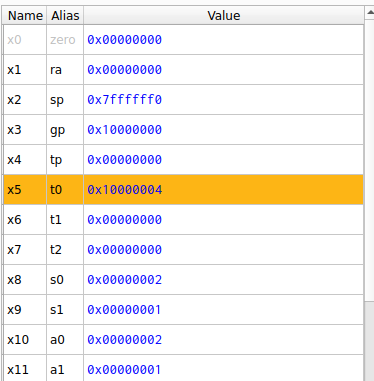 Name Alias Value
x0 zero 0x00000000
x1 ra 0x00000000
x2 sp 0x7ffffff0
x3 gp 0x10000000
x4 tp 0x00000000
x5 t0 0x10000004
x6 t1 0x00000000
x7 t2 0x00000000
x8 s0 0x00000002
x9 s1 0x00000001
x10 a0 0x00000002
x11 a1 0x00000001